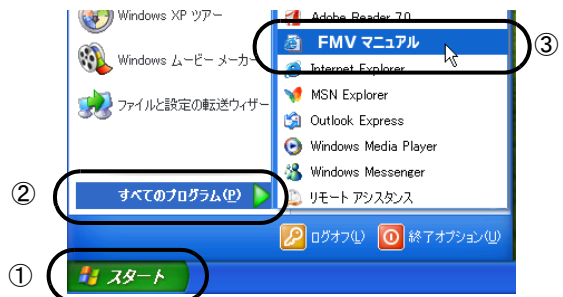 Windows XP ツアー
Windows ムービー メーカー
ファイルと設定の転送ウィザー
Adobe Reader 7.0
FMV マニュアル
③
Internet Explorer
MSN Explorer
Outlook Express
Windows Media Player
Windows Messenger
リモート アシスタンス
②
すべてのプログラム(P)
ログオフ(L)
終了オプション(U)
①
スタート